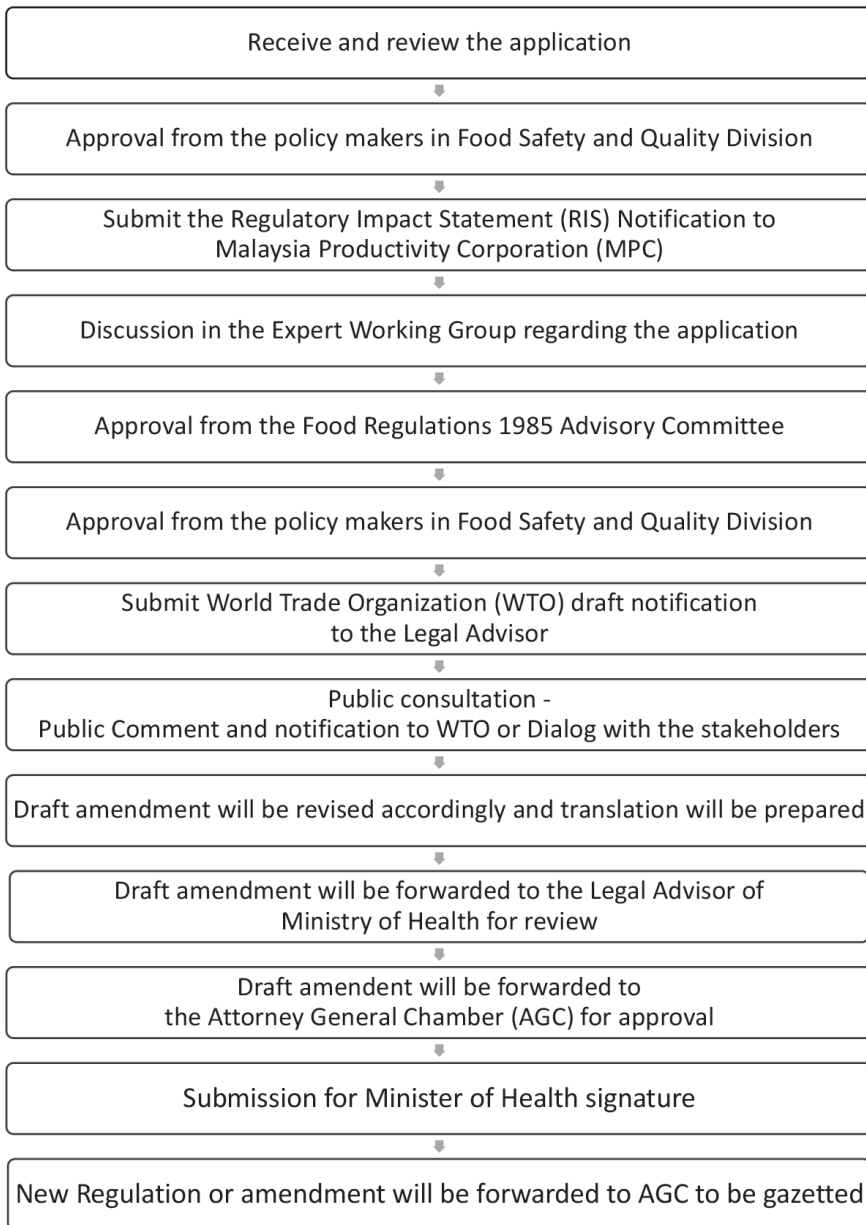 Receive and review the application
Approval from the policy makers in Food Safety and Quality Division
Submit the Regulatory Impact Statement (RIS) Notification to
Malaysia Productivity Corporation (MPC)
Discussion in the Expert Working Group regarding the application
Approval from the Food Regulations 1985 Advisory Committee
Approval from the policy makers in Food Safety and Quality Division
Submit World Trade Organization (WTO) draft notification
to the Legal Advisor
Public consultation -
Public Comment and notification to WTO or Dialog with the stakeholders
Draft amendment will be revised accordingly and translation will be prepared
Draft amendment will be forwarded to the Legal Advisor of
Ministry of Health for review
Draft amendent will be forwarded to
the Attorney General Chamber (AGC) for approval
Submission for Minister of Health signature
New Regulation or amendment will be forwarded to AGC to be gazetted